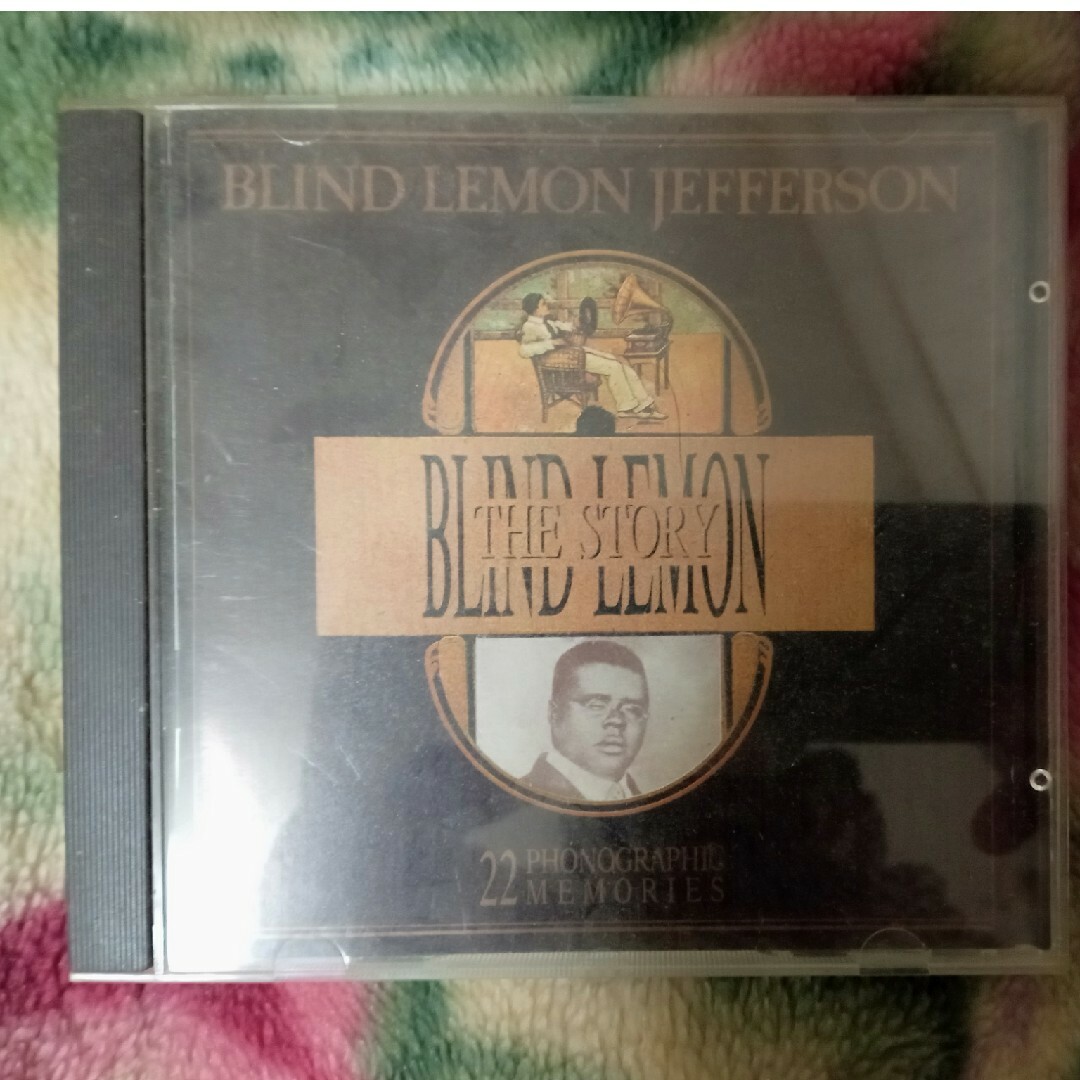 BLIND LEMON JEFFERSON
BLIND LEMON
THE STORY
22 PHONOGRAPHIC
MEMORIES